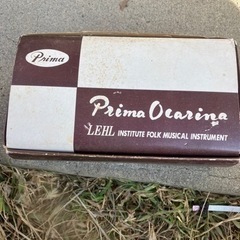 Prima
Prima Ocarina
LEHL INSTITUTE FOLK MUSICAL INSTRUMENT